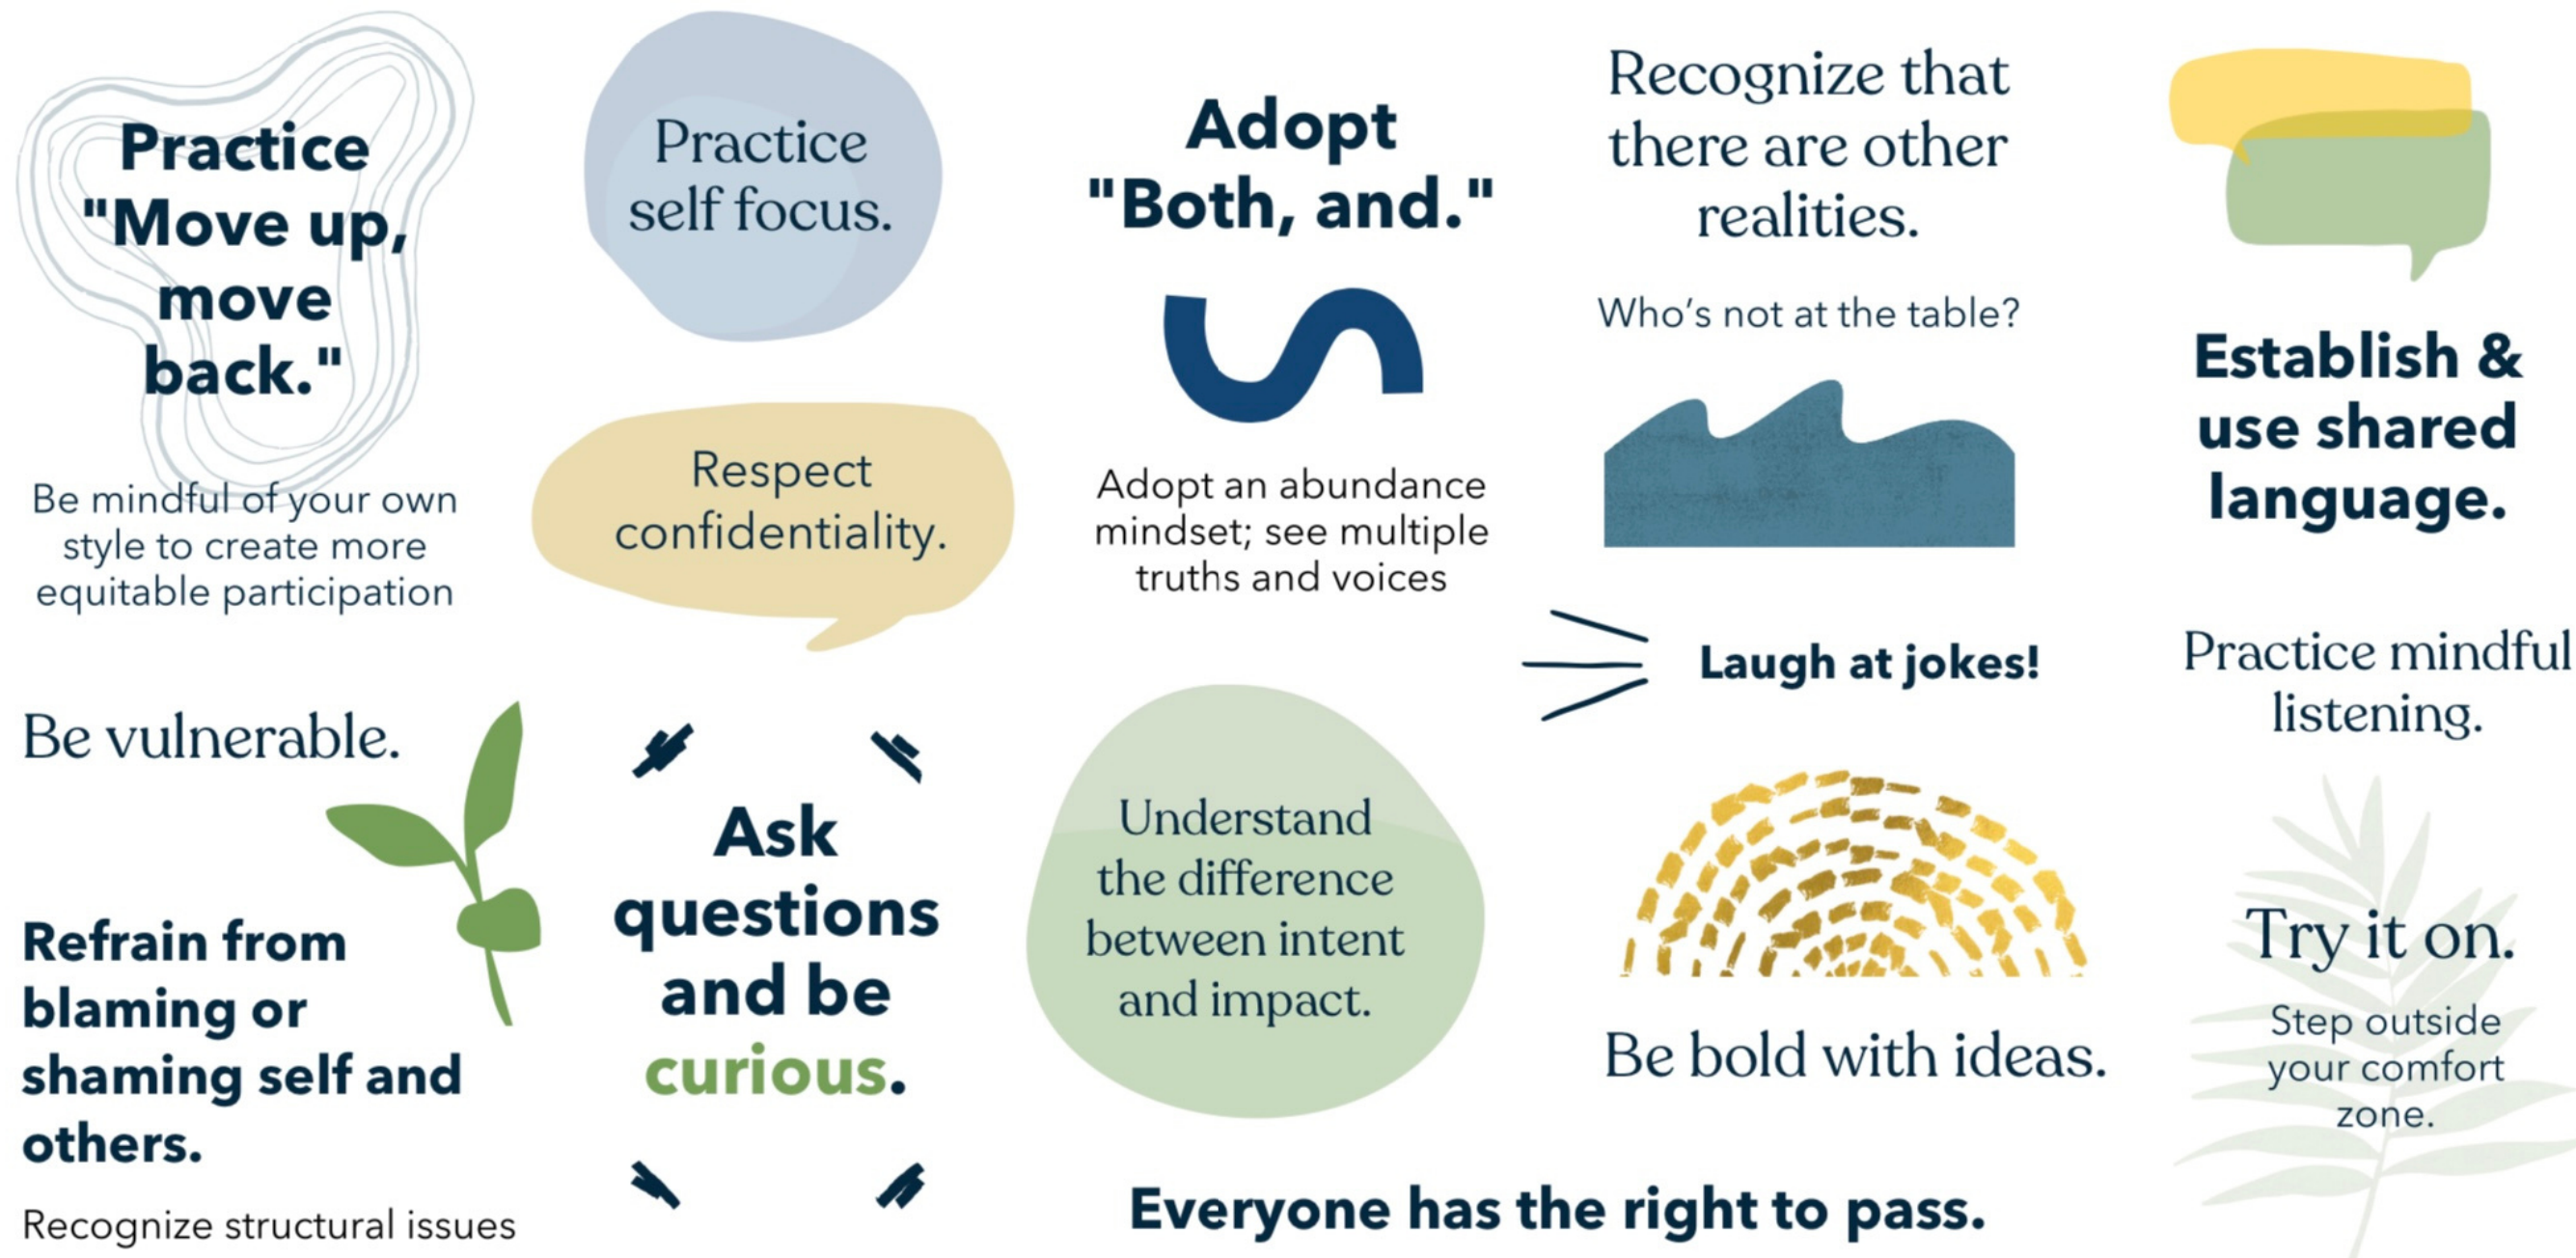 Practice
"Move up,
move
back."
Be mindful of your own
style to create more
equitable participation
Be vulnerable.
Refrain from
blaming or
shaming self and
others.
Recognize structural issues
Practice
self focus.
Respect
confidentiality.
Ask
questions
and be
curious.
Adopt
"Both, and."
Adopt an abundance
mindset; see multiple
truths and voices
Understand
the difference
between intent
and impact.
Recognize that
there are other
realities.
Who's not at the table?
Laugh at jokes!
Be bold with ideas.
Everyone has the right to pass.
Establish &
use shared
language.
Practice mindful
listening.
Try it on.
Step outside
your comfort
zone.